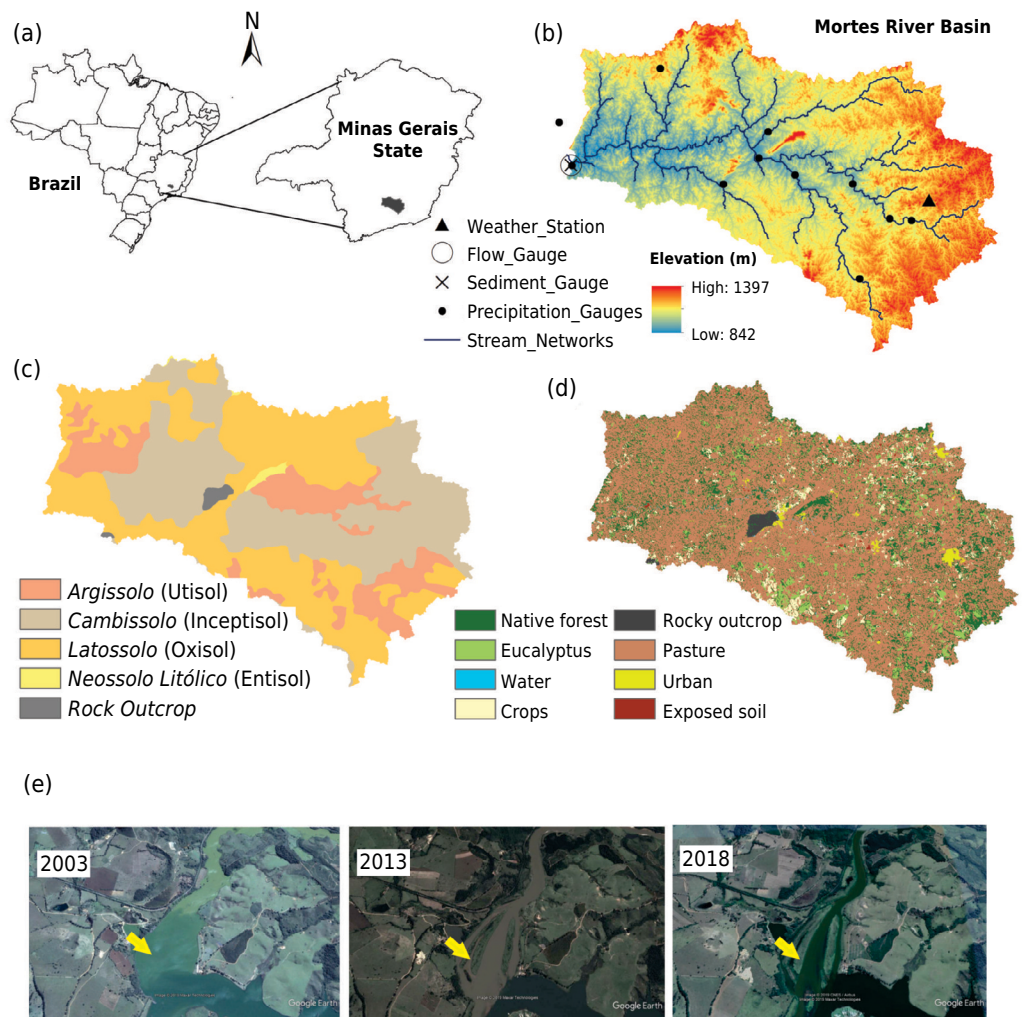 (a)
N
Brazil
Minas Gerais
State
Weather_Station
Flow_Gauge
Sediment_Gauge
Precipitation_Gauges
Stream_Networks
(b)
Mortes River Basin
Elevation (m)
High: 1397
Low: 842
(c)
Argissolo (Utisol)
Cambissolo (Inceptisol)
Latossolo (Oxisol)
Neossolo Litólico (Entisol)
Rock Outcrop
(d)
Native forest
Eucalyptus
Water
Crops
Rocky outcrop
Pasture
Urban
Exposed soil
(e)
2003
Google Earth
2013
Google Earth
2018
Google Earth